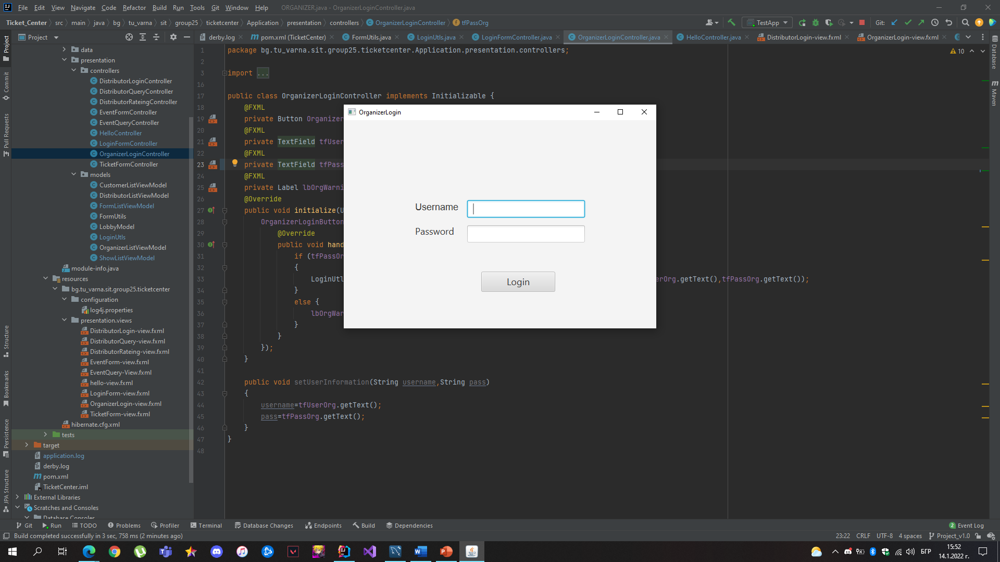 File Edit View Navigate Code Refactor Build Run Tools Git Window Help ORGANIZER.java - OrganizerLoginController.java
Ticket_Center src main java bg tu_varna sit group25 ticketcenter Application presentation controllers OrganizerLoginController tfPassOrg TestApp Git:
Project derby.log pom.xml (TicketCenter) FormUtils.java LoginUtls.java LoginFormController.java OrganizerLoginController.java HelloController.java DistributorLogin-view.fxml OrganizerLogin-view.fxml
Project
Commit
Pull Requests
Structure
Bookmarks
Persistence
JPA Structure
data
presentation
controllers
DistributorLoginController
DistributorQueryController
DistributorRateingController
EventFormController
EventQueryController
HelloController
LoginFormController
OrganizerLoginController
TicketFormController
models
CustomerListViewModel
DistributorListViewModel
FormListViewModel
FormUtils
LobbyModel
LoginUtls
OrganizerListViewModel
ShowListViewModel
module-info.java
resources
bg.tu_varna.sit.group25.ticketcenter
configuration
log4j.properties
presentation.views
DistributorLogin-view.fxml
DistributorQuery-view.fxml
DistributorRateing-view.fxml
EventForm-view.fxml
EventQuery-View.fxml
hello-view.fxml
LoginForm-view.fxml
OrganizerLogin-view.fxml
TicketForm-view.fxml
hibernate.cfg.xml
tests
target
application.log
derby.log
pom.xml
TicketCenter.iml
External Libraries
Scratches and Consoles
Database Consoles
1 package bg.tu_varna.sit.group25.ticketcenter.Application.presentation.controllers;
2
3 import ...
16
17 public class OrganizerLoginController implements Initializable {
18 @FXML
19 private Button Organizer
20 @FXML
21 private TextField tfUser
22 @FXML
23 private TextField tfPass
24 @FXML
25 private Label lbOrgWarni
26 @Override
27 public void initialize(U
28 OrganizerLoginButton
29 @Override
30 public void hand
31 if (tfPassOr
32 {
33 LoginUtl erOrg.getText(),tfPassOrg.getText());
34 }
35 else {
36 lbOrgWar
37 }
38 }
39 });
40 }
41
42 public void setUserInformation(String username,String pass)
43 {
44 username=tfUserOrg.getText();
45 pass=tfPassOrg.getText();
46 }
47 }
48
10
Database
Maven
OrganizerLogin
Username
Password
Login
Git Run TODO Problems Profiler Terminal Database Changes Endpoints Build Dependencies 2 Event Log
Build completed successfully in 3 sec, 758 ms (2 minutes ago) 23:22 CRLF UTF-8 4 spaces Project_v1.0
БГР
15:52
14.1.2022 г.